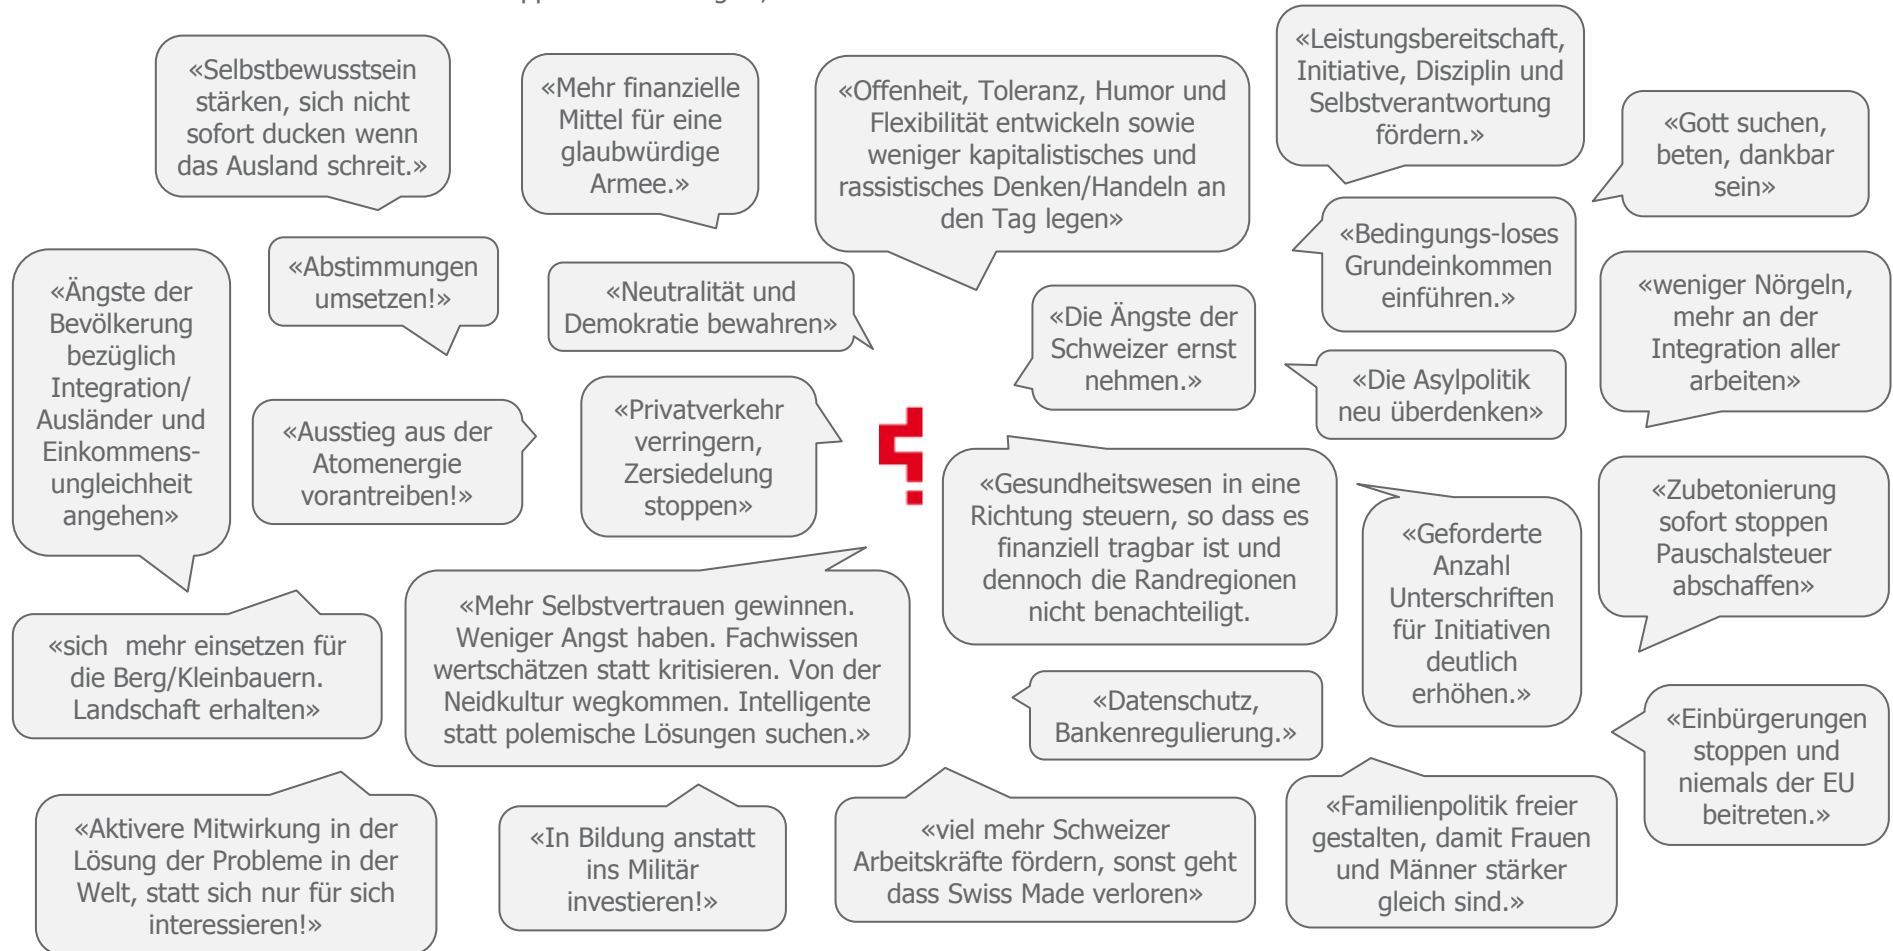 «Selbstbewusstsein
stärken, sich nicht
sofort ducken wenn
das Ausland schreit.»
«Mehr finanzielle
Mittel für eine
glaubwürdige
Armee.»
«Offenheit, Toleranz, Humor und
Flexibilität entwickeln sowie
weniger kapitalistisches und
rassistisches Denken/Handeln an
den Tag legen»
«Leistungsbereitschaft,
Initiative, Disziplin und
Selbstverantwortung
fördern.»
«Gott suchen,
beten, dankbar
sein»
«Ängste der
Bevölkerung
bezüglich
Integration/
Ausländer und
Einkommens-
ungleichheit
angehen»
«Abstimmungen
umsetzen!»
«Neutralität und
Demokratie bewahren»
«Die Ängste der
Schweizer ernst
nehmen.»
«Bedingungs-loses
Grundeinkommen
einführen.»
«weniger Nörgeln,
mehr an der
Integration aller
arbeiten»
«Ausstieg aus der
Atomenergie
vorantreiben!»
«Privatverkehr
verringern,
Zersiedelung
stoppen»
«Die Asylpolitik
neu überdenken»
«Gesundheitswesen in eine
Richtung steuern, so dass es
finanziell tragbar ist und
dennoch die Randregionen
nicht benachteiligt.
«Geforderte
Anzahl
Unterschriften
für Initiativen
deutlich
erhöhen.»
«Zubetonierung
sofort stoppen
Pauschalsteuer
abschaffen»
«sich mehr einsetzen für
die Berg/Kleinbauern.
Landschaft erhalten»
«Mehr Selbstvertrauen gewinnen.
Weniger Angst haben. Fachwissen
wertschätzen statt kritisieren. Von der
Neidkultur wegkommen. Intelligente
statt polemische Lösungen suchen.»
«Datenschutz,
Bankenregulierung.»
«Einbürgerungen
stoppen und
niemals der EU
beitreten.»
«Aktivere Mitwirkung in der
Lösung der Probleme in der
Welt, statt sich nur für sich
interessieren!»
«In Bildung anstatt
ins Militär
investieren!»
«viel mehr Schweizer
Arbeitskräfte fördern, sonst geht
dass Swiss Made verloren»
«Familienpolitik freier
gestalten, damit Frauen
und Männer stärker
gleich sind.»